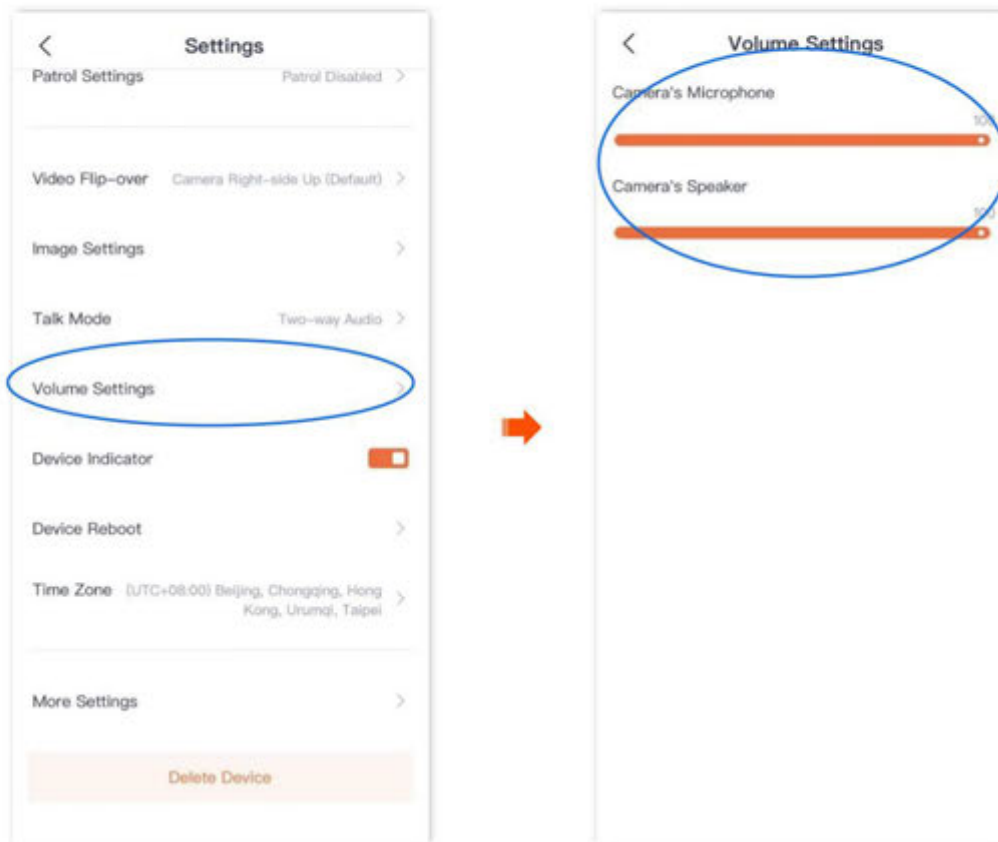 Settings
Patrol Settings Patrol Disabled
Video Flip-over Camera Right-side Up (Default)
Image Settings
Talk Mode Two-way Audio
Volume Settings
Device Indicator
Device Reboot
Time Zone (UTC+08:00) Beijing, Chongqing, Hong
Kong, Urumqi, Taipei
More Settings
Delete Device
Volume Settings
Camera's Microphone
100
Camera's Speaker
100